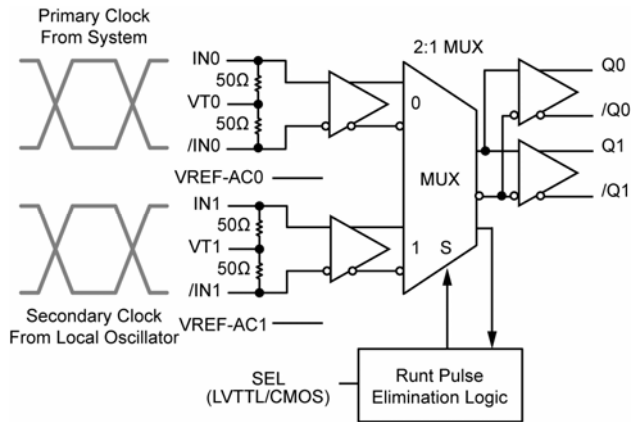 Primary Clock
From System
IN0
50Ω
VT0
50Ω
/IN0
VREF-AC0
IN1
50Ω
VT1
50Ω
/IN1
VREF-AC1
Secondary Clock
From Local Oscillator
2:1 MUX
0
MUX
1
S
Q0
/Q0
Q1
/Q1
SEL
(LVTTL/CMOS)
Runt Pulse
Elimination Logic